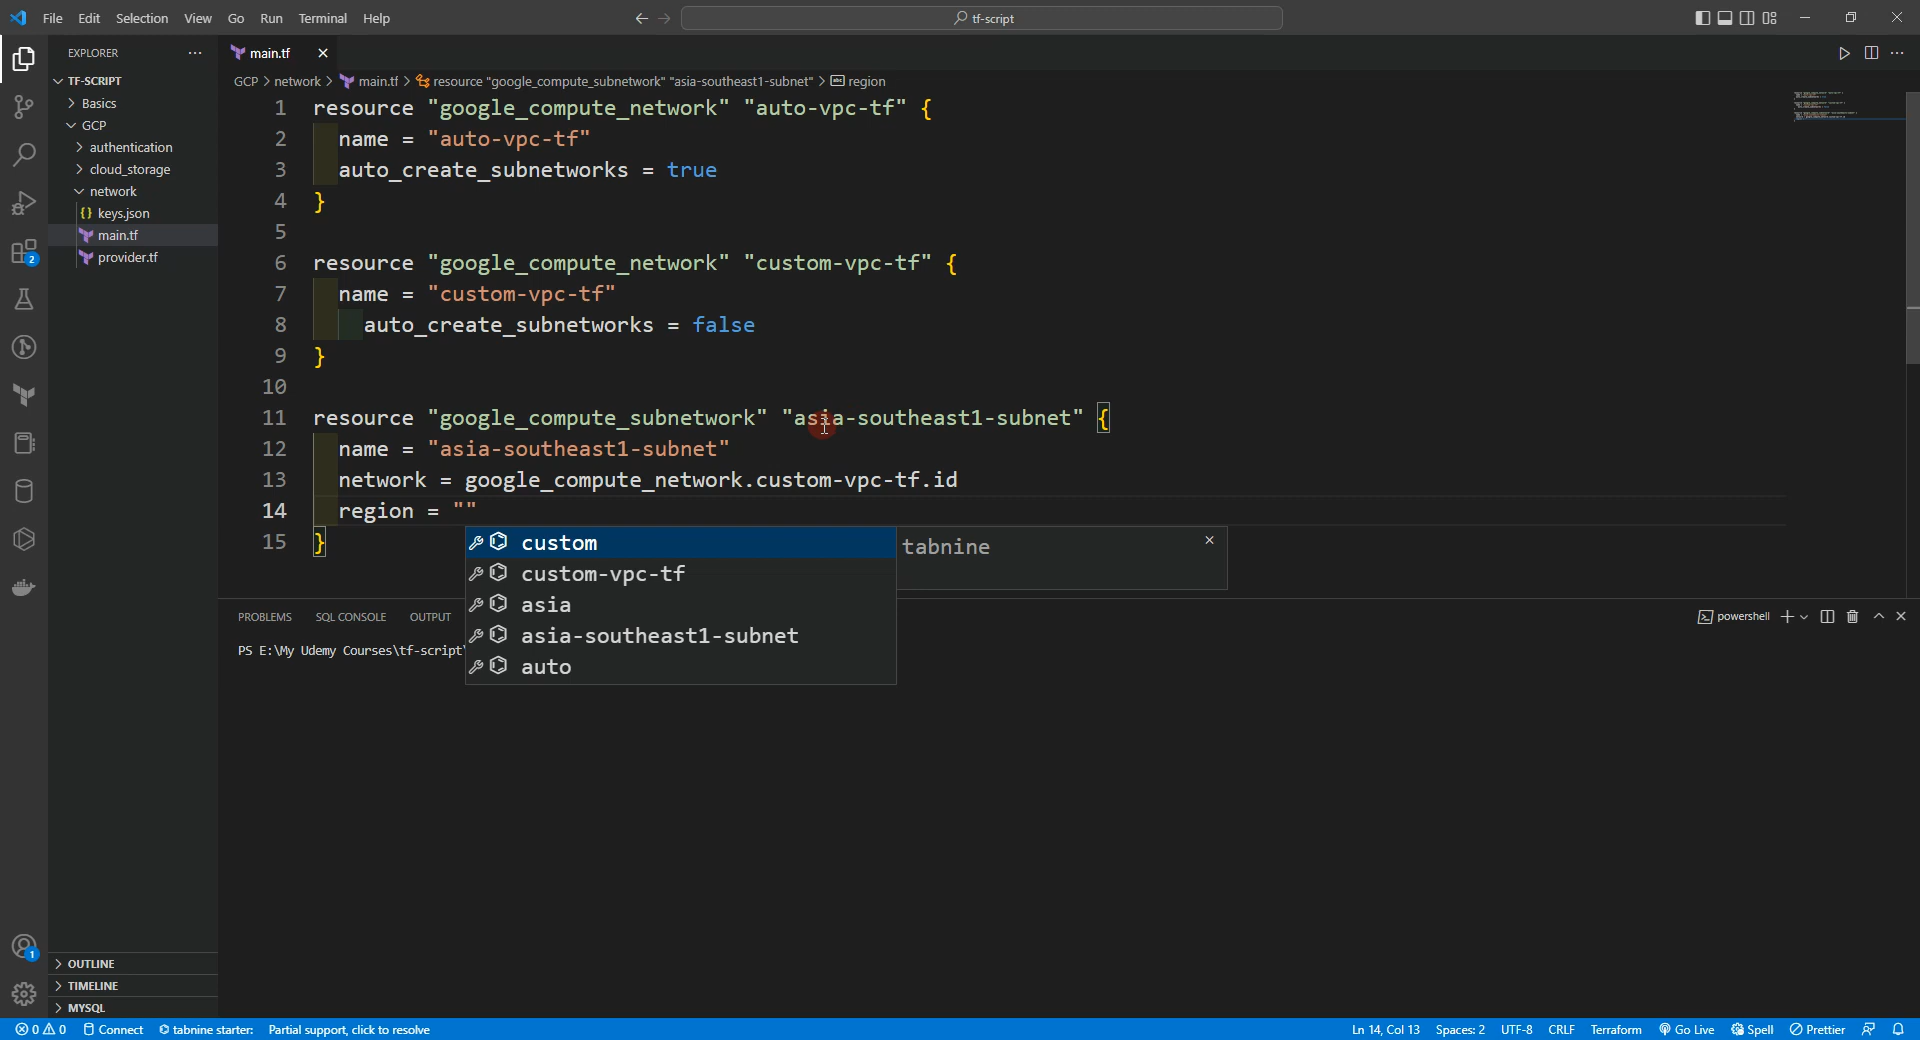 File Edit Selection View Go Run Terminal Help
tf-script
EXPLORER
TF-SCRIPT
Basics
GCP
authentication
cloud_storage
network
keys.json
main.tf
provider.tf
main.tf
GCP > network > main.tf > resource "google_compute_subnetwork" "asia-southeast1-subnet" > region
1 resource "google_compute_network" "auto-vpc-tf" {
2 name = "auto-vpc-tf"
3 auto_create_subnetworks = true
4 }
5
6 resource "google_compute_network" "custom-vpc-tf" {
7 name = "custom-vpc-tf"
8 auto_create_subnetworks = false
9 }
10
11 resource "google_compute_subnetwork" "asia-southeast1-subnet" {
12 name = "asia-southeast1-subnet"
13 network = google_compute_network.custom-vpc-tf.id
14 region = ""
15 }
custom
custom-vpc-tf
asia
asia-southeast1-subnet
auto
tabnine
PROBLEMS SQL CONSOLE OUTPUT
powershell
PS E:\My Udemy Courses\tf-script\
2
1
OUTLINE
TIMELINE
MYSQL
0 0 Connect tabnine starter: Partial support, click to resolve
Ln 14, Col 13 Spaces: 2 UTF-8 CRLF Terraform Go Live Spell Prettier